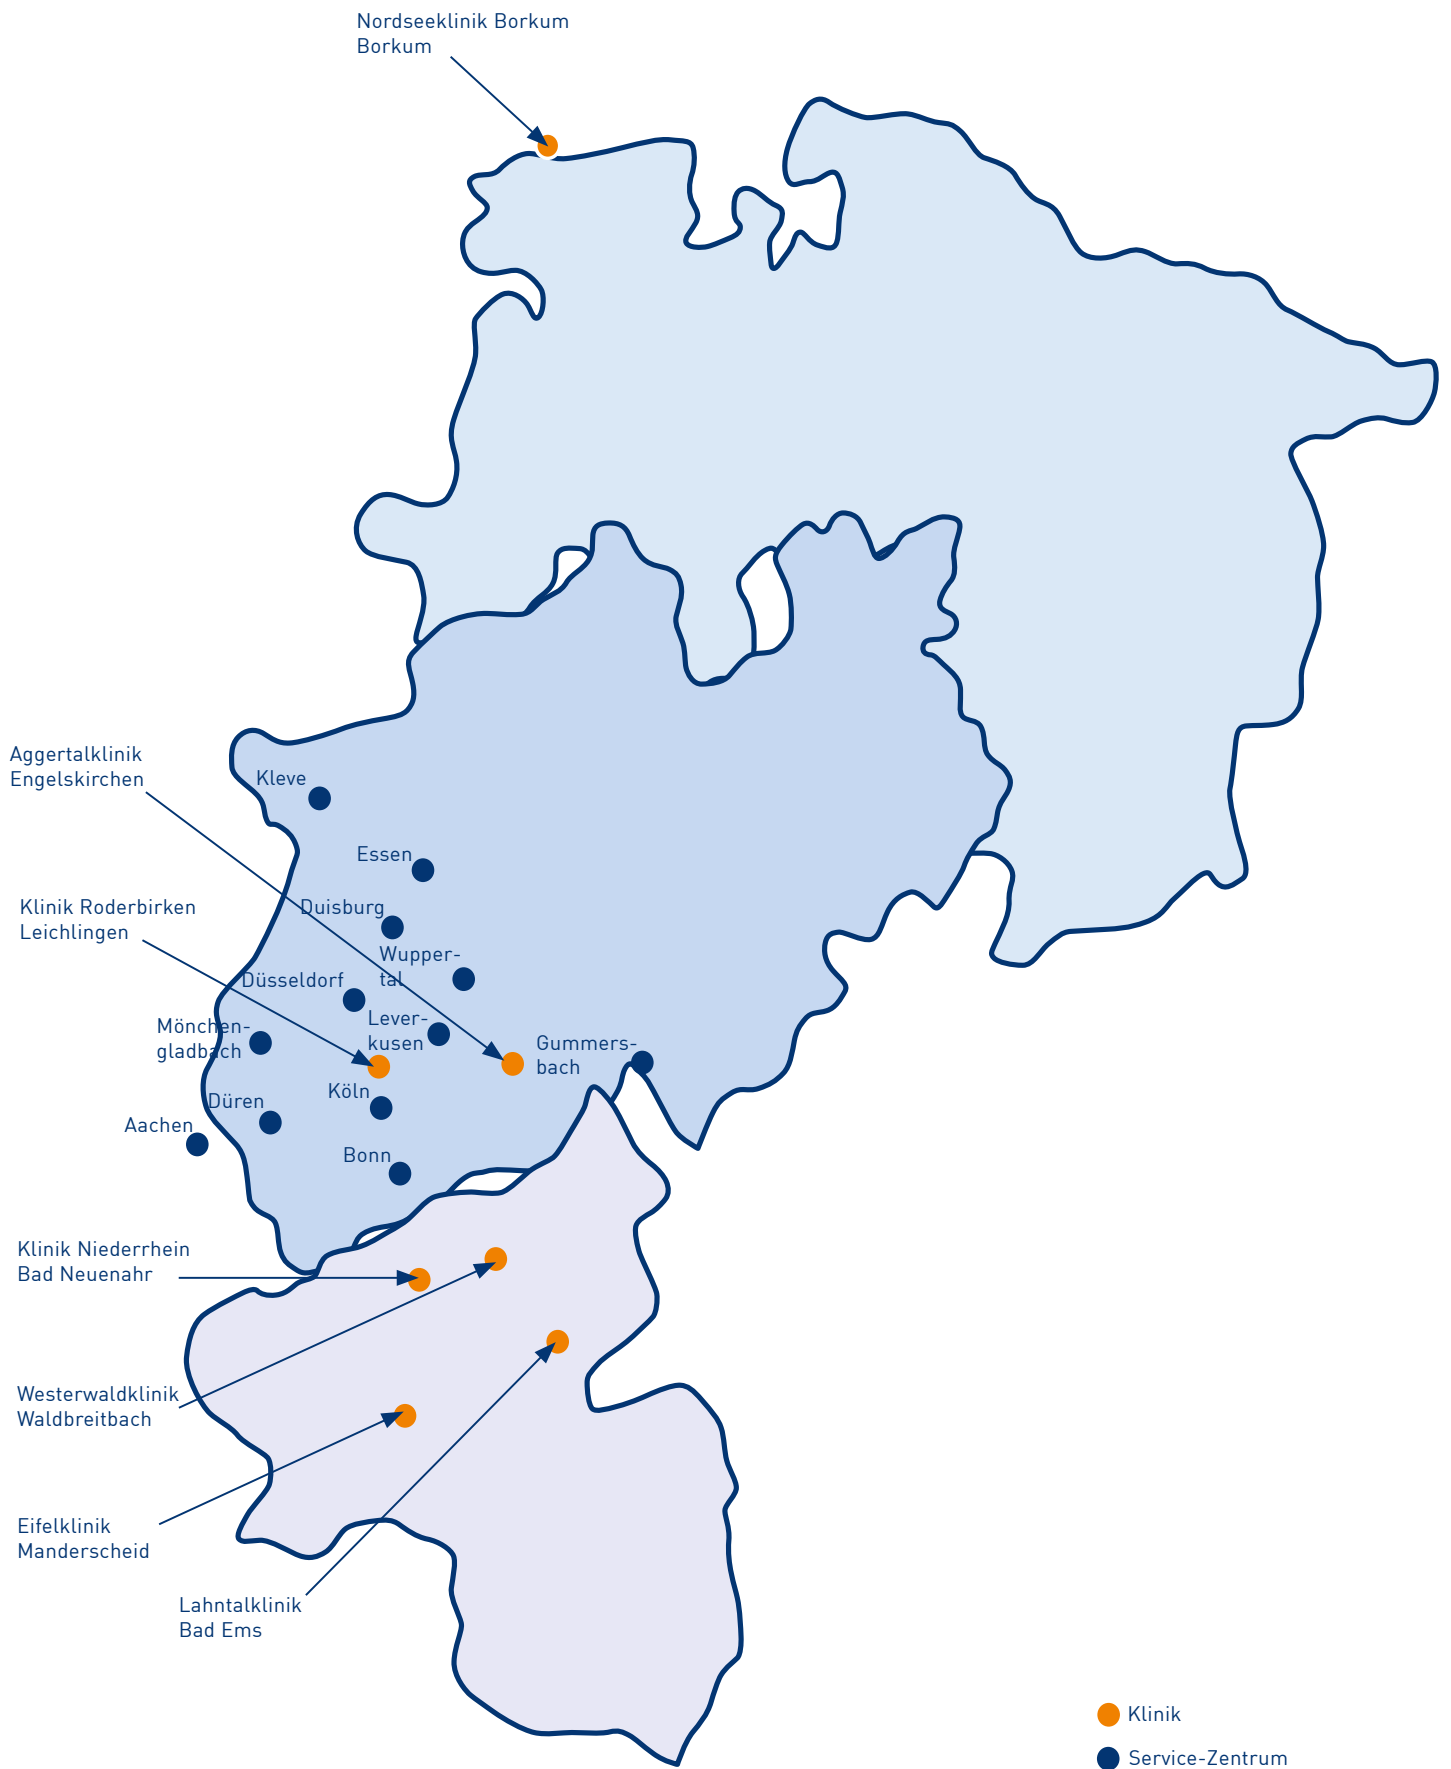 Nordseeklinik Borkum
Borkum
Aggertalklinik
Engelskirchen
Kleve
Essen
Klinik Roderbirken
Leichlingen
Duisburg
Wupper-
tal
Düsseldorf
Mönchen-
gladbach
Lever-
kusen
Gummers-
bach
Köln
Düren
Aachen
Bonn
Klinik Niederrhein
Bad Neuenahr
Westerwaldklinik
Waldbreitbach
Eifelklinik
Manderscheid
Lahntalklinik
Bad Ems
Klinik
Service-Zentrum